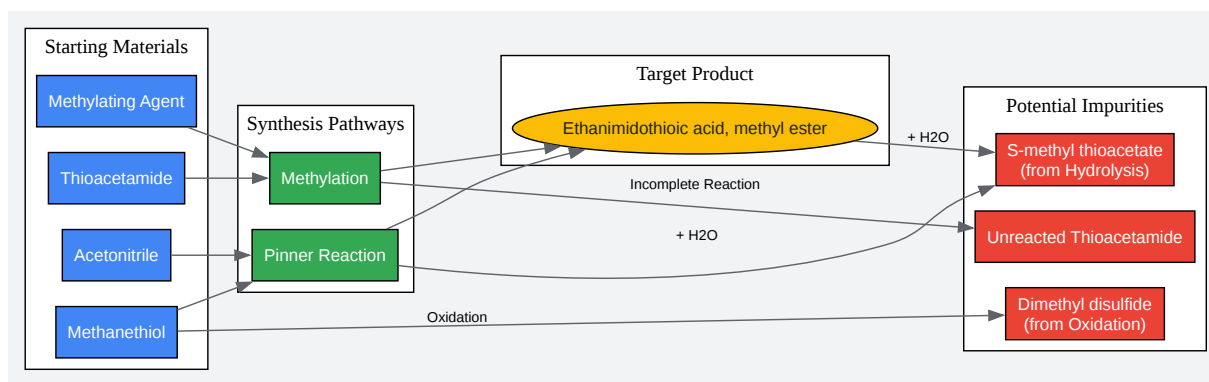 Starting Materials
Methylating Agent
Thioacetamide
Acetonitrile
Methanethiol
Synthesis Pathways
Methylation
Pinner Reaction
Target Product
Ethanimidothioic acid, methyl ester
Incomplete Reaction
+ H2O
+ H2O
Oxidation
Potential Impurities
S-methyl thioacetate
(from Hydrolysis)
Unreacted Thioacetamide
Dimethyl disulfide
(from Oxidation)